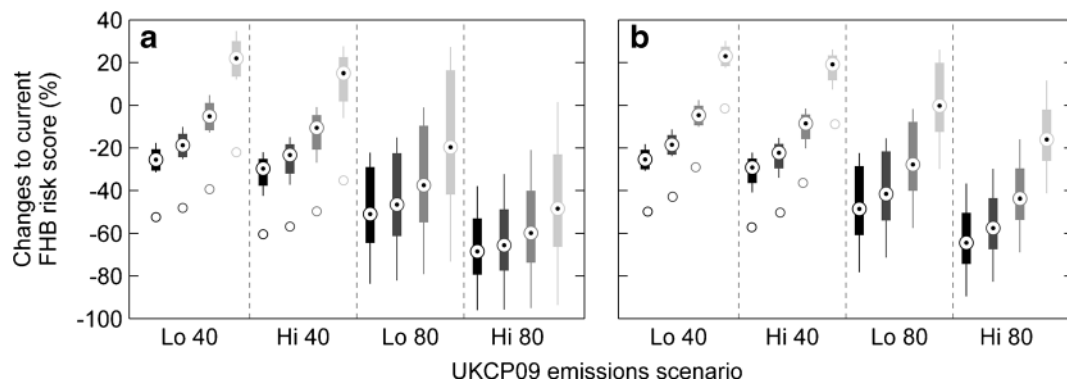 Changes to current
FHB risk score (%)
40
20
0
-20
-40
-60
-80
-100
a
b
Lo 40 Hi 40 Lo 80 Hi 80 Lo 40 Hi 40 Lo 80 Hi 80
UKCP09 emissions scenario